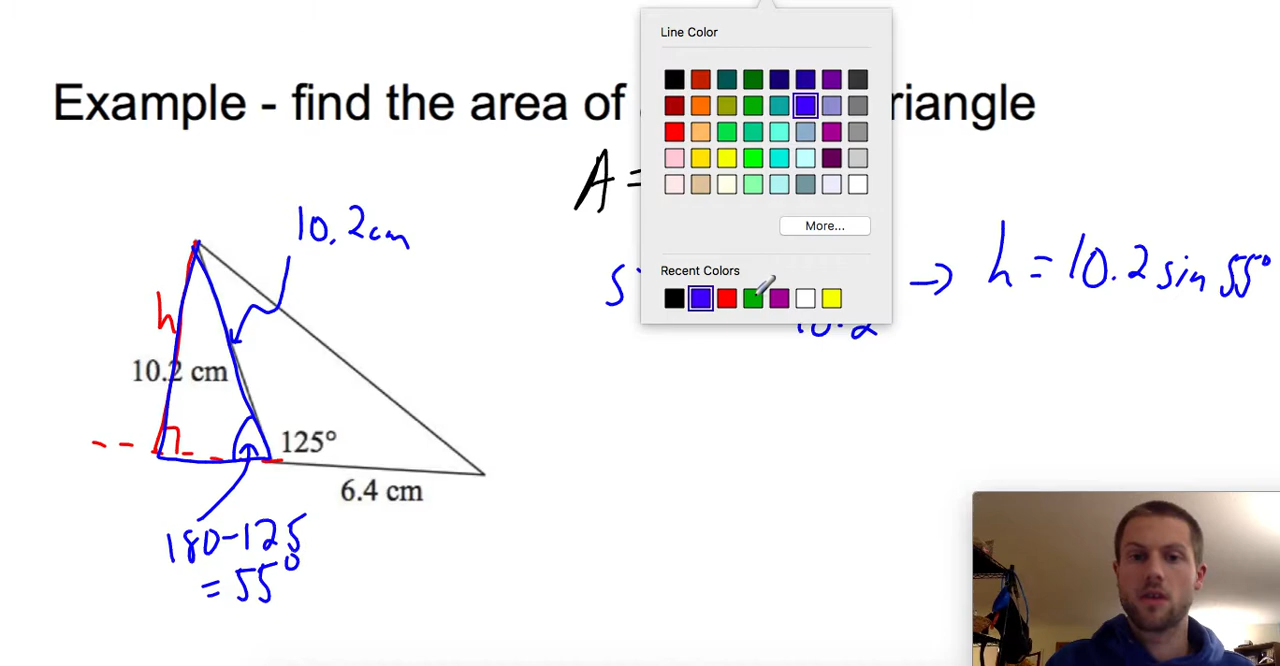 Line Color
Example - find the area of riangle
A =
More...
Recent Colors
10.2cm
h
10.2 cm
125°
6.4 cm
180-125
= 55°
s
10.2
→ h = 10.2 sin 55°